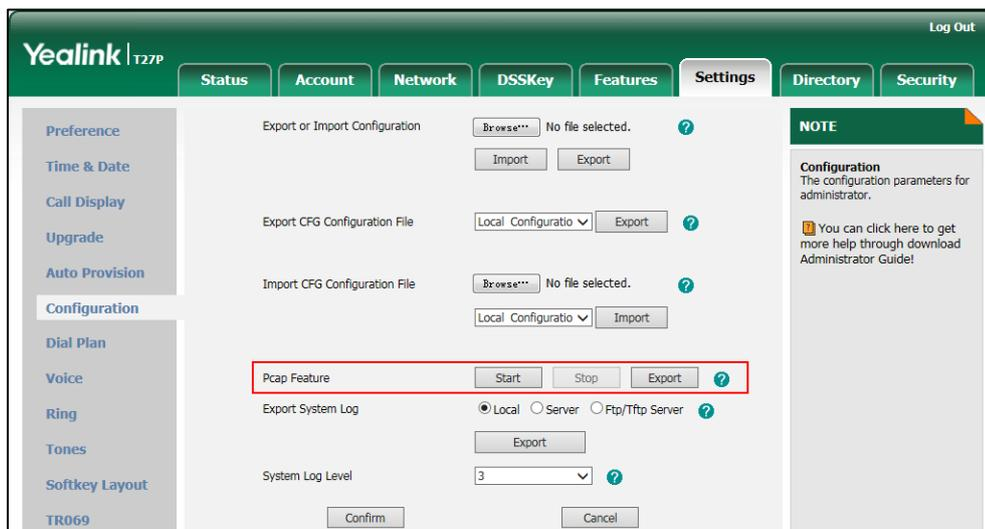 Log Out
Yealink T27P
Status Account Network DSSKey Features Settings Directory Security
Preference
Time & Date
Call Display
Upgrade
Auto Provision
Configuration
Dial Plan
Voice
Ring
Tones
Softkey Layout
TR069
Export or Import Configuration Browse... No file selected. ?
Import Export
Export CFG Configuration File Local Configuratio Export ?
Import CFG Configuration File Browse... No file selected. ?
Local Configuratio Import
Pcap Feature Start Stop Export ?
Export System Log Local Server Ftp/Tftp Server ?
Export
System Log Level 3 ?
Confirm Cancel
NOTE
Configuration
The configuration parameters for
administrator.
? You can click here to get
more help through download
Administrator Guide!